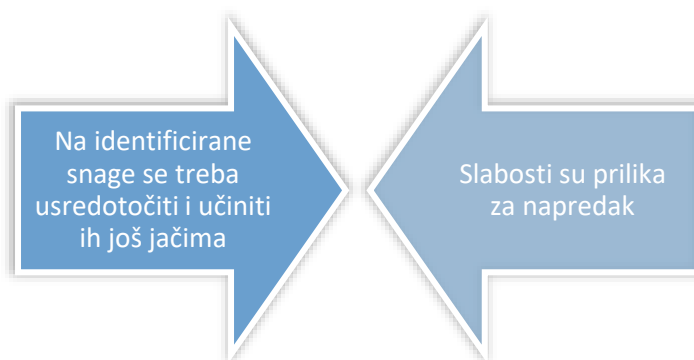 Na identificirane
snage se treba
usredotočiti i učiniti
ih još jačima
Slabosti su prilika
za napredak